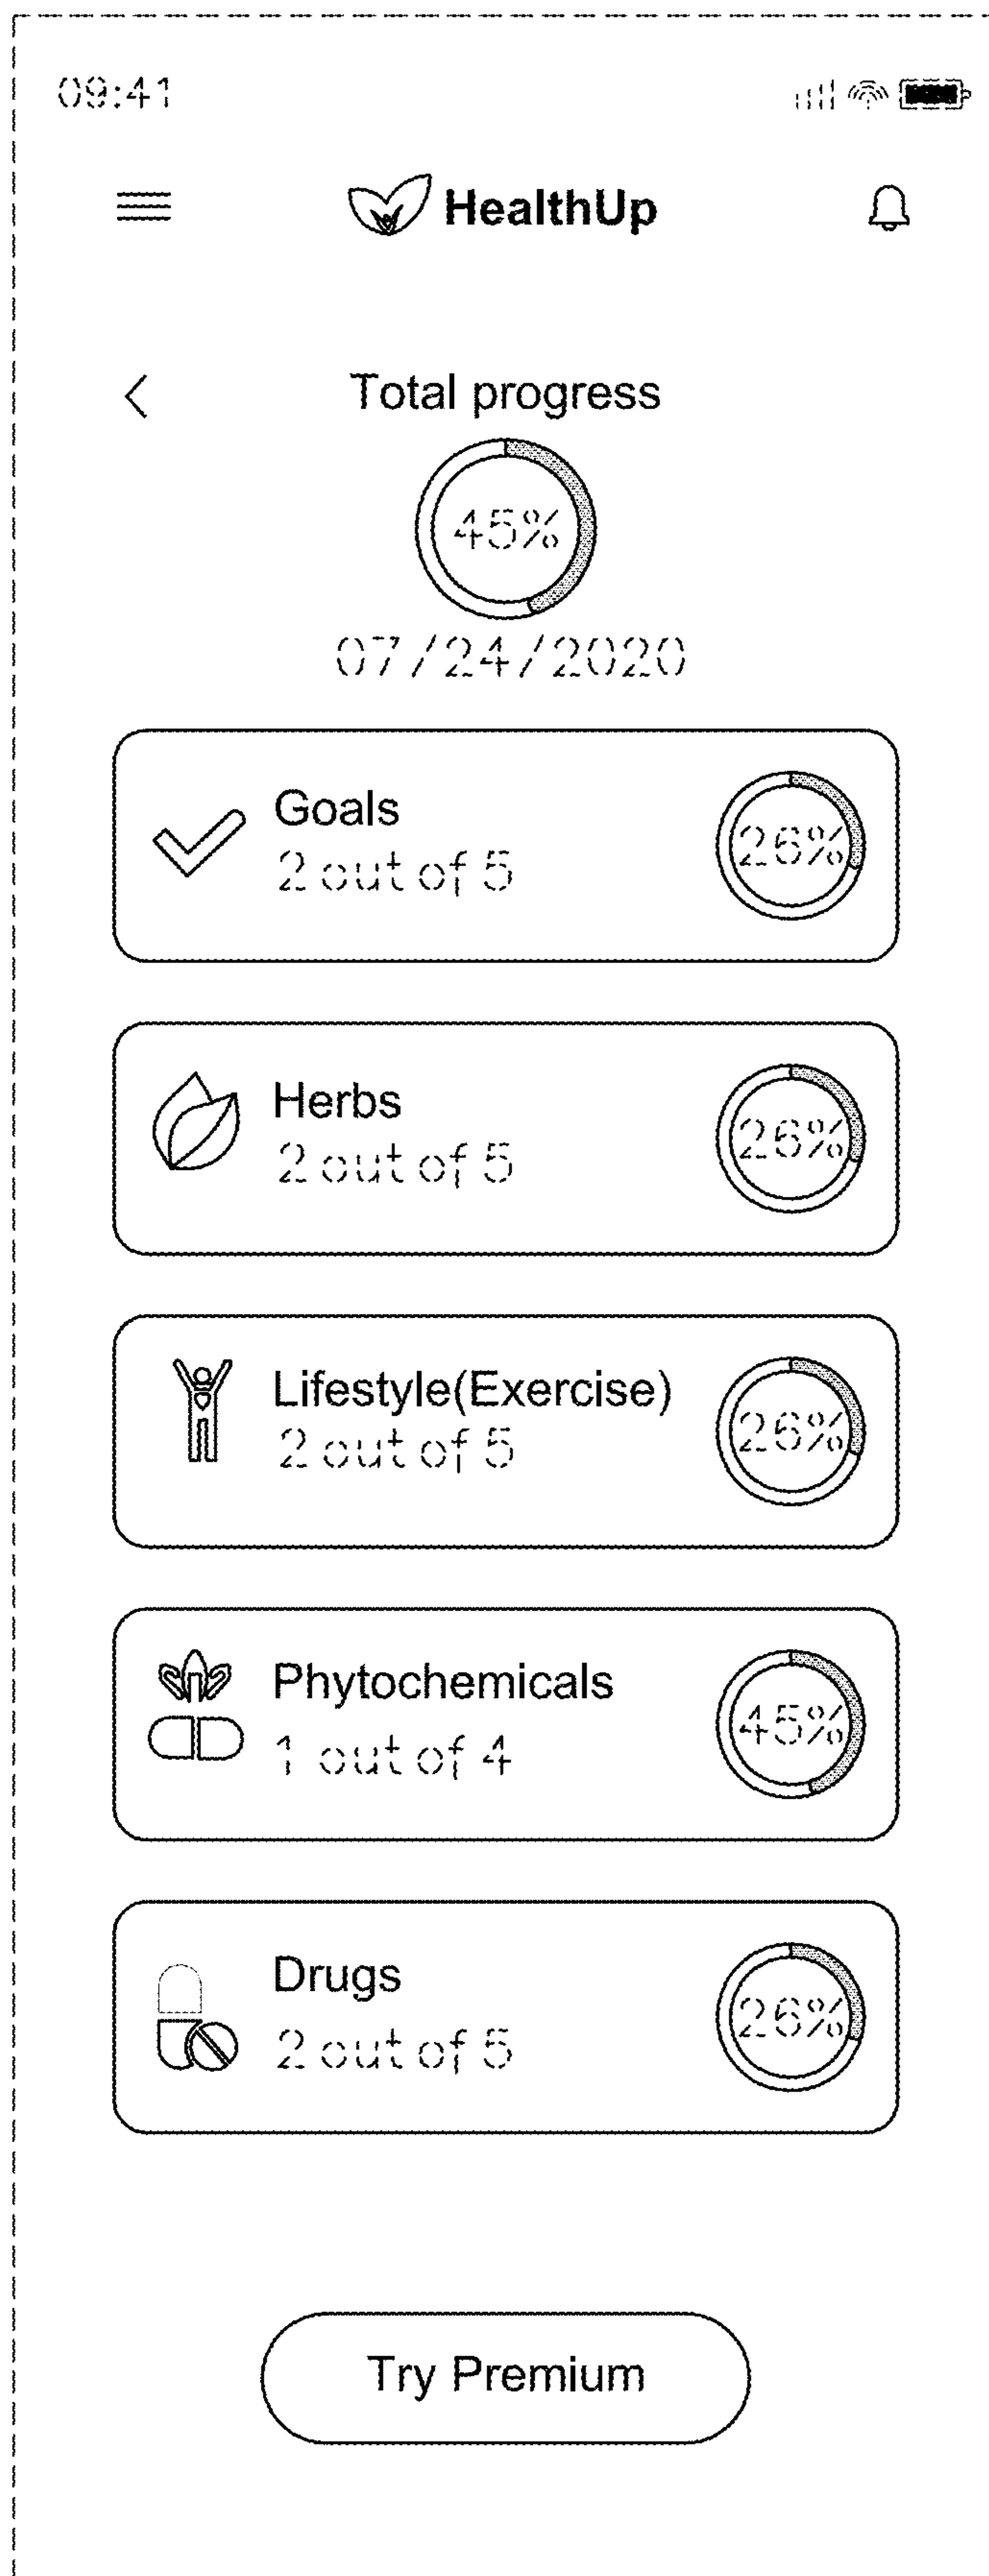 09:41
HealthUp
Total progress
45%
07/24/2020
Goals
2 out of 5
26%
Herbs
2 out of 5
26%
Lifestyle(Exercise)
2 out of 5
26%
Phytochemicals
1 out of 4
45%
Drugs
2 out of 5
26%
Try Premium